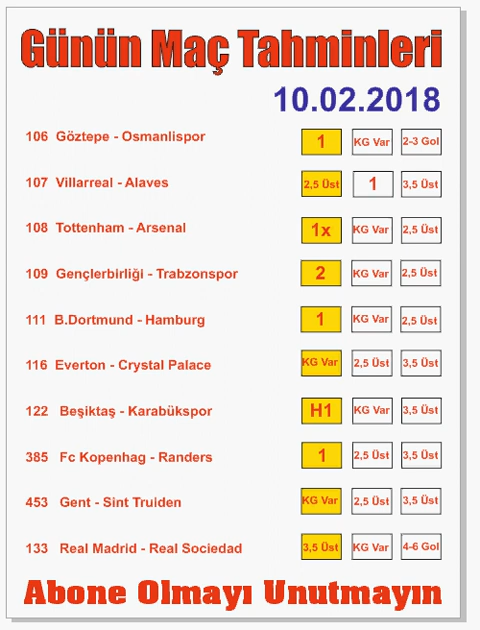 Günün Maç Tahminleri
10.02.2018
106 Göztepe - Osmanlispor 1 KG Var 2-3 Gol
107 Villarreal - Alaves 2,5 Üst 1 3,5 Üst
108 Tottenham - Arsenal 1x KG Var 2,5 Üst
109 Gençlerbirliği - Trabzonspor 2 KG Var 2,5 Üst
111 B.Dortmund - Hamburg 1 KG Var 2,5 Üst
116 Everton - Crystal Palace KG Var 2,5 Üst 3,5 Üst
122 Beşiktaş - Karabükspor H1 KG Var 3,5 Üst
385 Fc Kopenhag - Randers 1 2,5 Üst 3,5 Üst
453 Gent - Sint Truiden KG Var 2,5 Üst 3,5 Üst
133 Real Madrid - Real Sociedad 3,5 Üst KG Var 4-6 Gol
Abone Olmayı Unutmayın